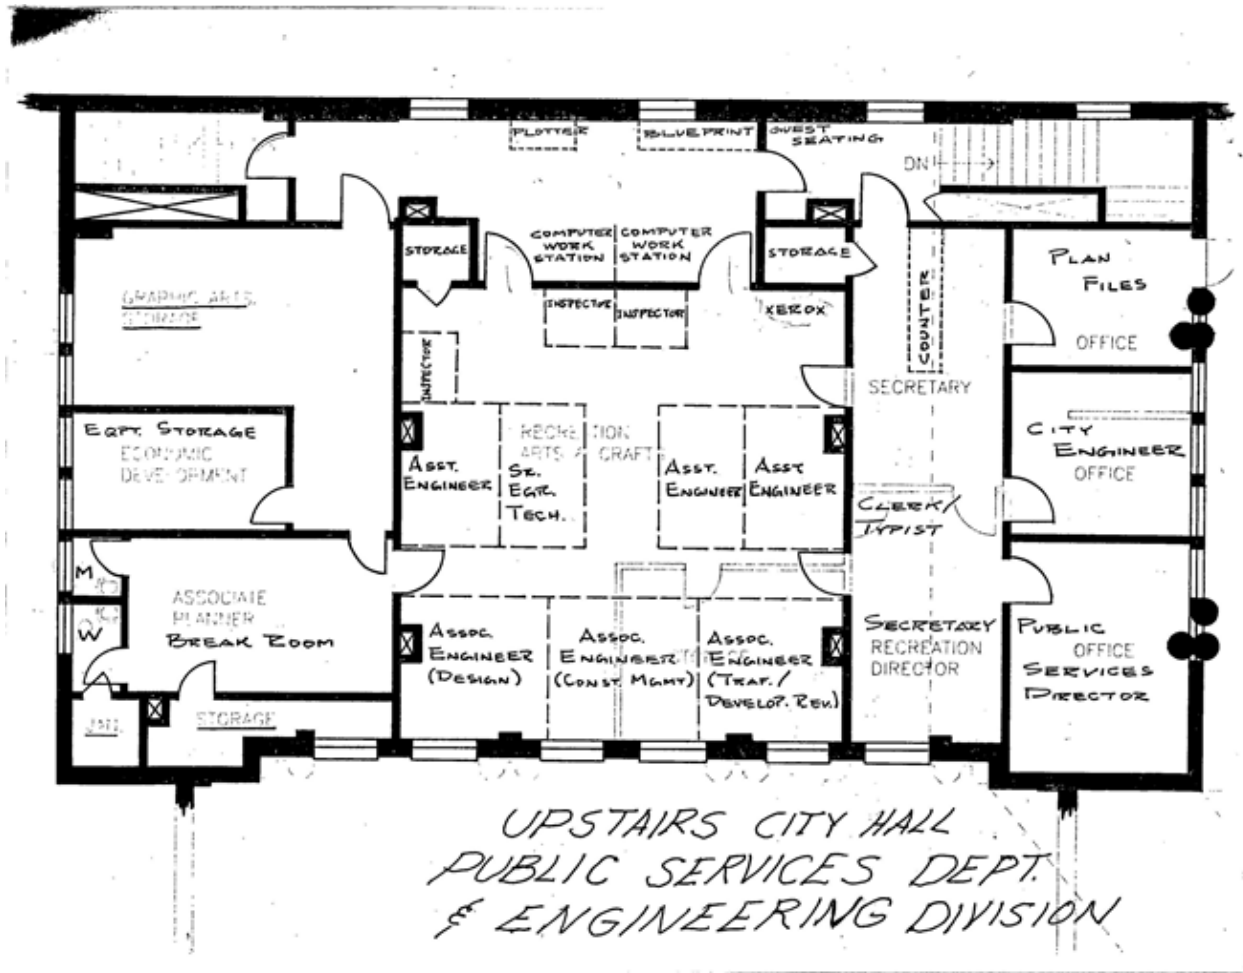 PLOTTER
BLUEPRINT
GUEST
SEATING
DN
STORAGE
COMPUTER
WORK
STATION
COMPUTER
WORK
STATION
STORAGE
COUNTER
PLAN
FILES
OFFICE
GRAPHIC ARTS
STORAGE
INSPECTOR
INSPECTOR
XEROX
INSPECTOR
SECRETARY
EQPT. STORAGE
ECONOMIC
DEVELOPMENT
RECREATION
ARTS & CRAFT
ASST.
ENGINEER
SR.
EGR.
TECH.
ASST.
ENGINEER
ASST
ENGINEER
CITY
ENGINEER
OFFICE
CLERK/
TYPIST
M
W
ASSOCIATE
PLANNER
BREAK ROOM
ASSOC.
ENGINEER
(DESIGN)
ASSOC.
ENGINEER
(CONST. MGMT)
ASSOC.
ENGINEER
(TRAF./
DEVELOP. REV.)
SECRETARY
RECREATION
DIRECTOR
PUBLIC
OFFICE
SERVICES
DIRECTOR
JAN.
STORAGE
UPSTAIRS CITY HALL
PUBLIC SERVICES DEPT.
& ENGINEERING DIVISION